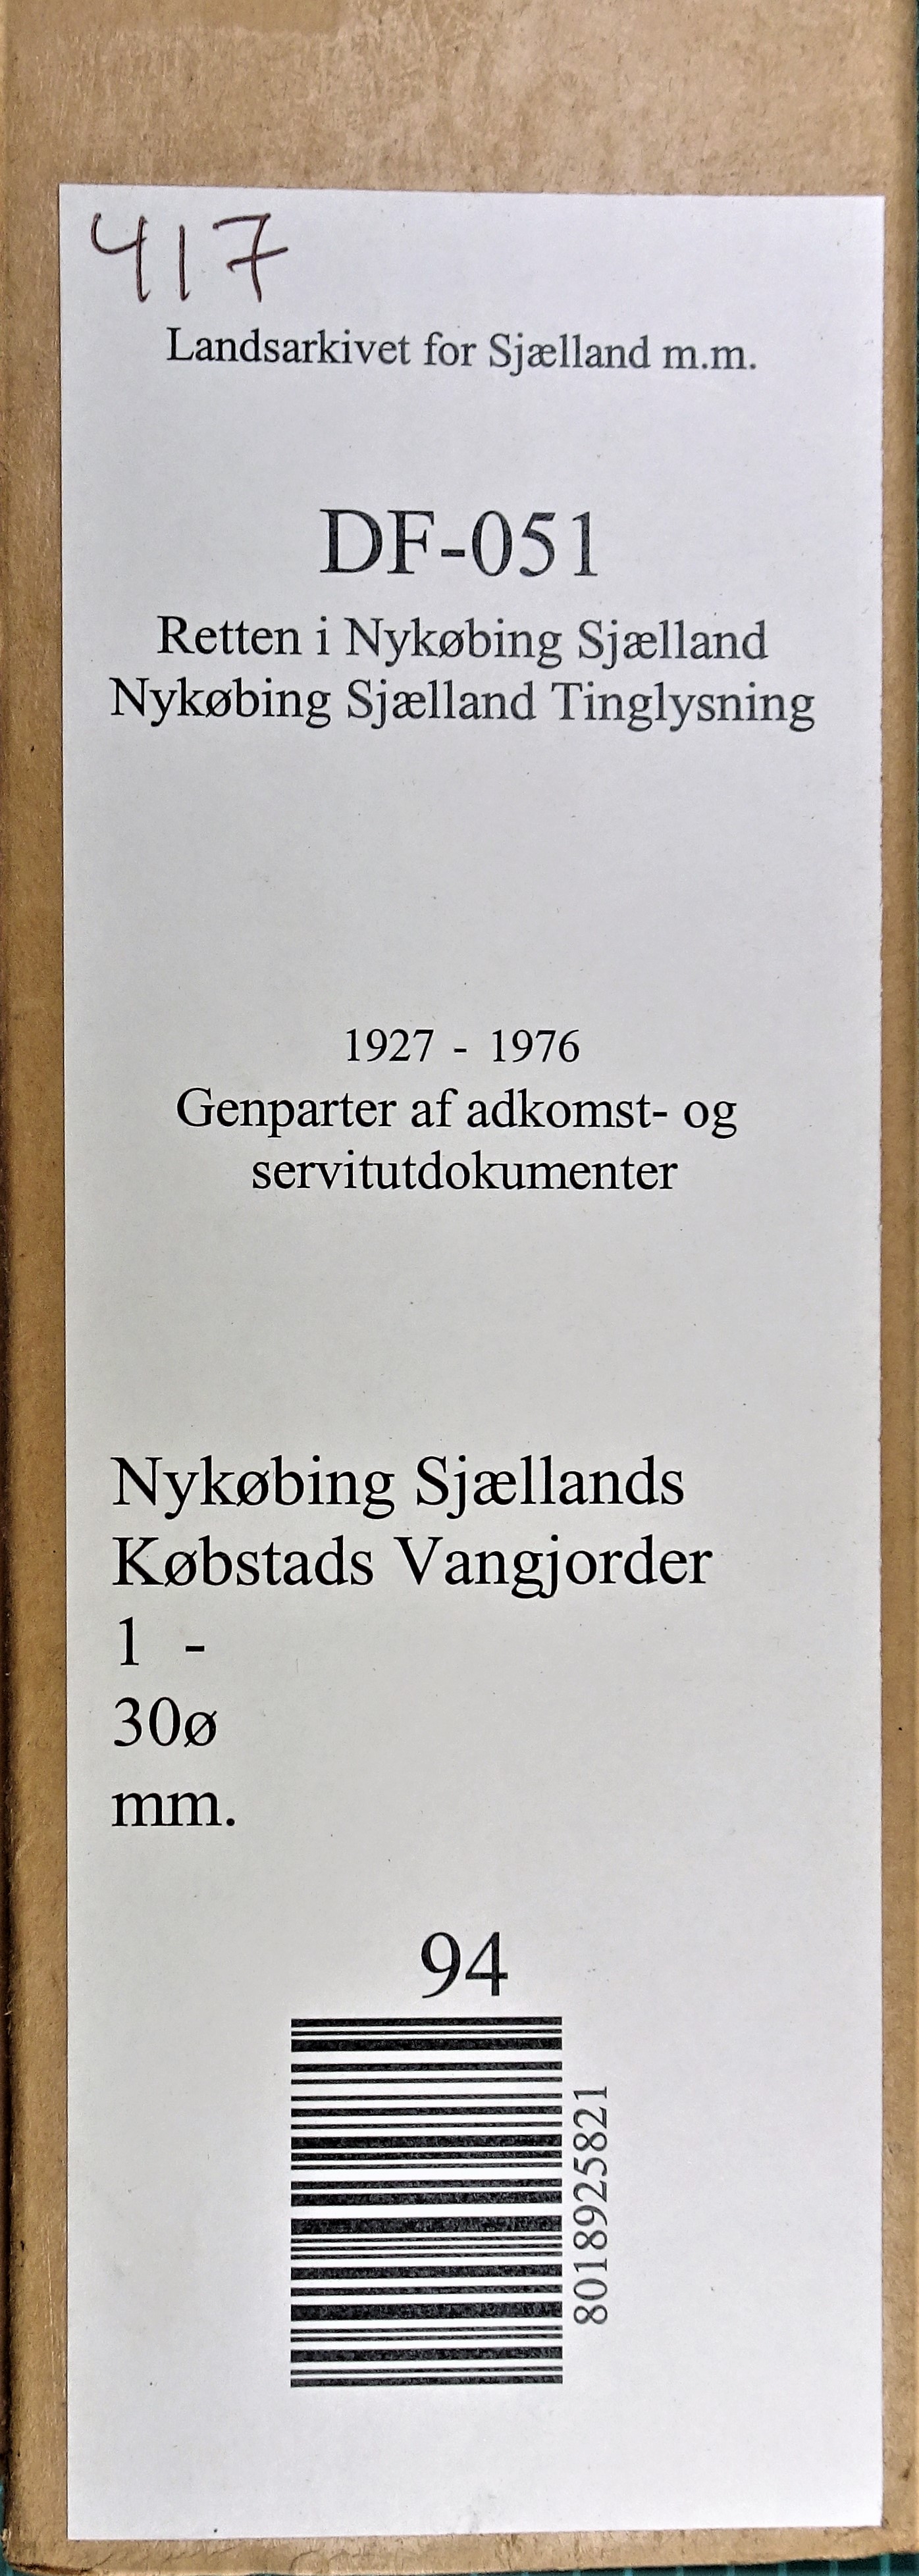 417
Landsarkivet for Sjælland m.m.
DF-051
Retten i Nykøbing Sjælland
Nykøbing Sjælland Tinglysning
1927 - 1976
Genparter af adkomst- og
servitutdokumenter
Nykøbing Sjællands
Købstads Vangjorder
1 -
30ø
mm.
94
8018925821